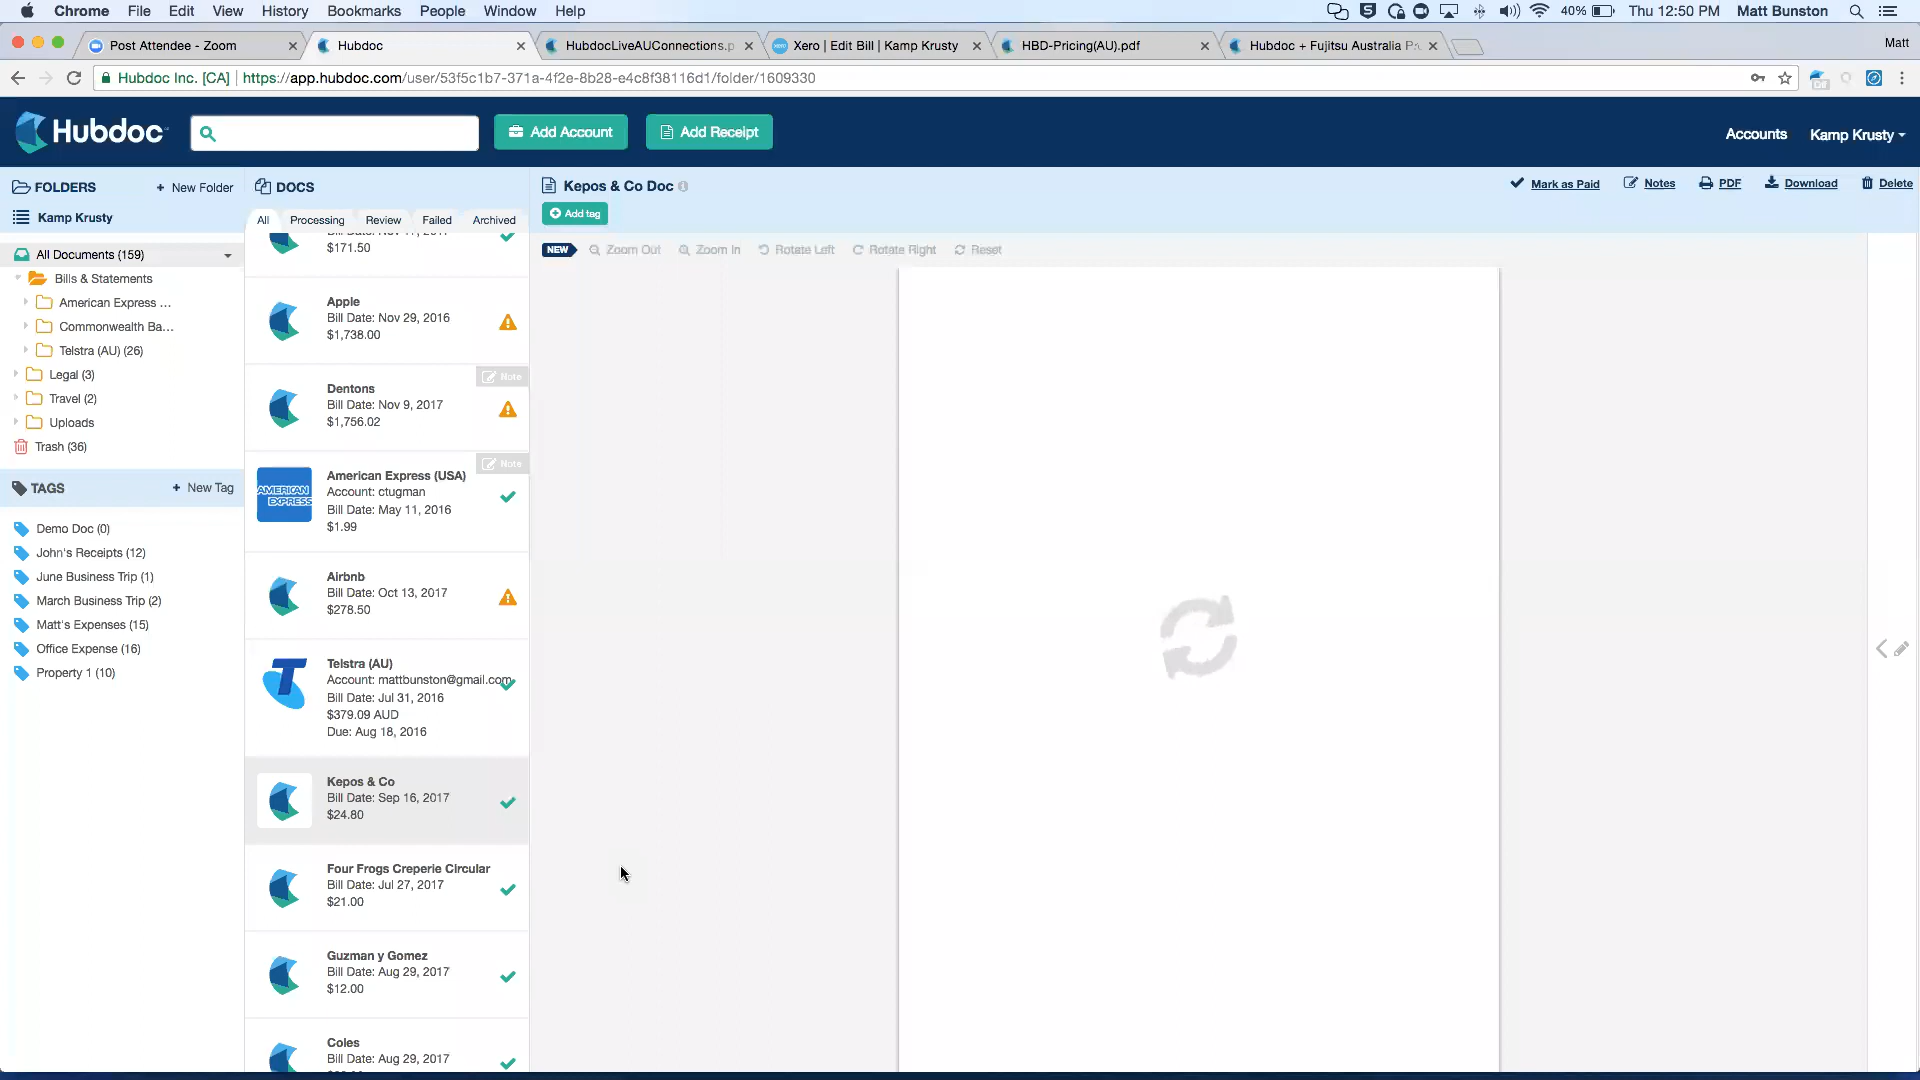 Chrome File Edit View History Bookmarks People Window Help 40% Thu 12:50 PM Matt Bunston
Post Attendee - Zoom Hubdoc HubdocLiveAUConnections.p Xero | Edit Bill | Kamp Krusty HBD-Pricing(AU).pdf Hubdoc + Fujitsu Australia Matt
Hubdoc Inc. [CA] https://app.hubdoc.com/user/53f5c1b7-371a-4f2e-8b28-e4c8f38116d1/folder/1609330
Hubdoc Add Account Add Receipt Accounts Kamp Krusty
FOLDERS + New Folder
Kamp Krusty
All Documents (159)
Bills & Statements
American Express ...
Commonwealth Ba...
Telstra (AU) (26)
Legal (3)
Travel (2)
Uploads
Trash (36)
TAGS + New Tag
Demo Doc (0)
John's Receipts (12)
June Business Trip (1)
March Business Trip (2)
Matt's Expenses (15)
Office Expense (16)
Property 1 (10)
DOCS
All Processing Review Failed Archived
$171.50
Apple
Bill Date: Nov 29, 2016
$1,738.00
Note
Dentons
Bill Date: Nov 9, 2017
$1,756.02
Note
American Express (USA)
Account: ctugman
Bill Date: May 11, 2016
$1.99
AMERICAN
EXPRESS
Airbnb
Bill Date: Oct 13, 2017
$278.50
Telstra (AU)
Account: mattbunston@gmail.com
Bill Date: Jul 31, 2016
$379.09 AUD
Due: Aug 18, 2016
Kepos & Co
Bill Date: Sep 16, 2017
$24.80
Four Frogs Creperie Circular
Bill Date: Jul 27, 2017
$21.00
Guzman y Gomez
Bill Date: Aug 29, 2017
$12.00
Coles
Bill Date: Aug 29, 2017
Kepos & Co Doc
Mark as Paid Notes PDF Download Delete
Add tag
NEW Zoom Out Zoom In Rotate Left Rotate Right Reset